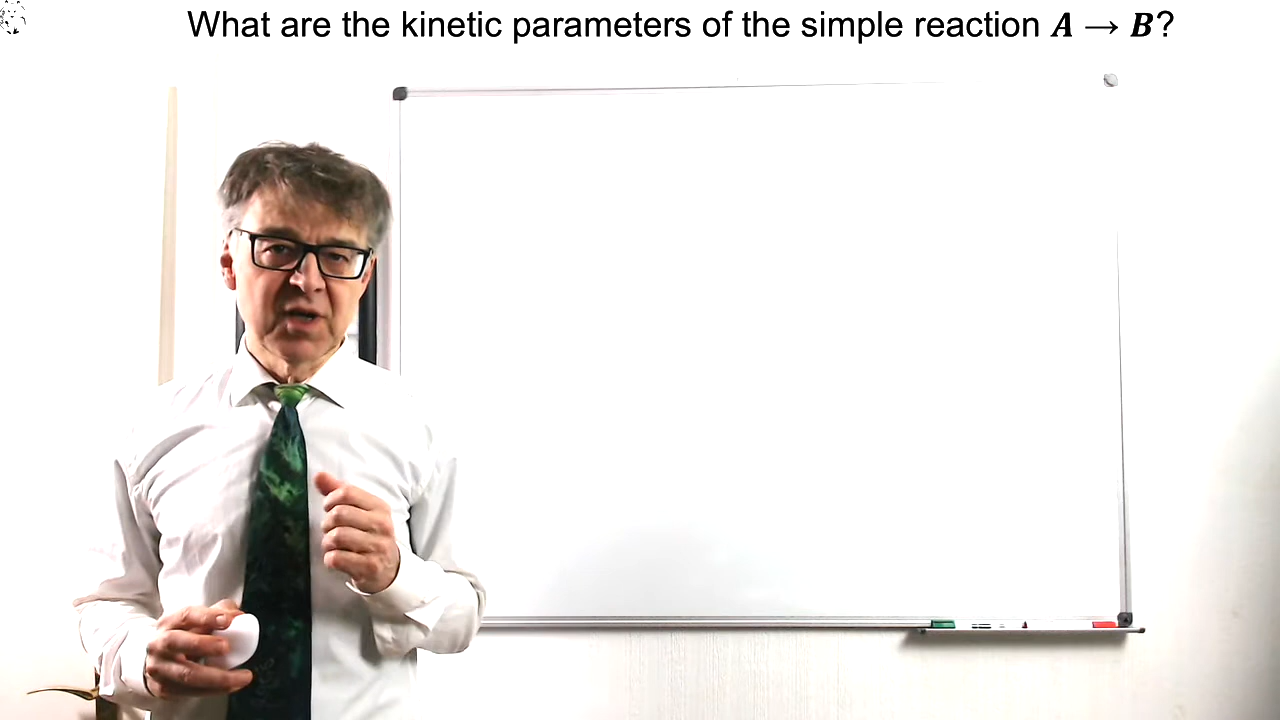 What are the kinetic parameters of the simple reaction A → B?